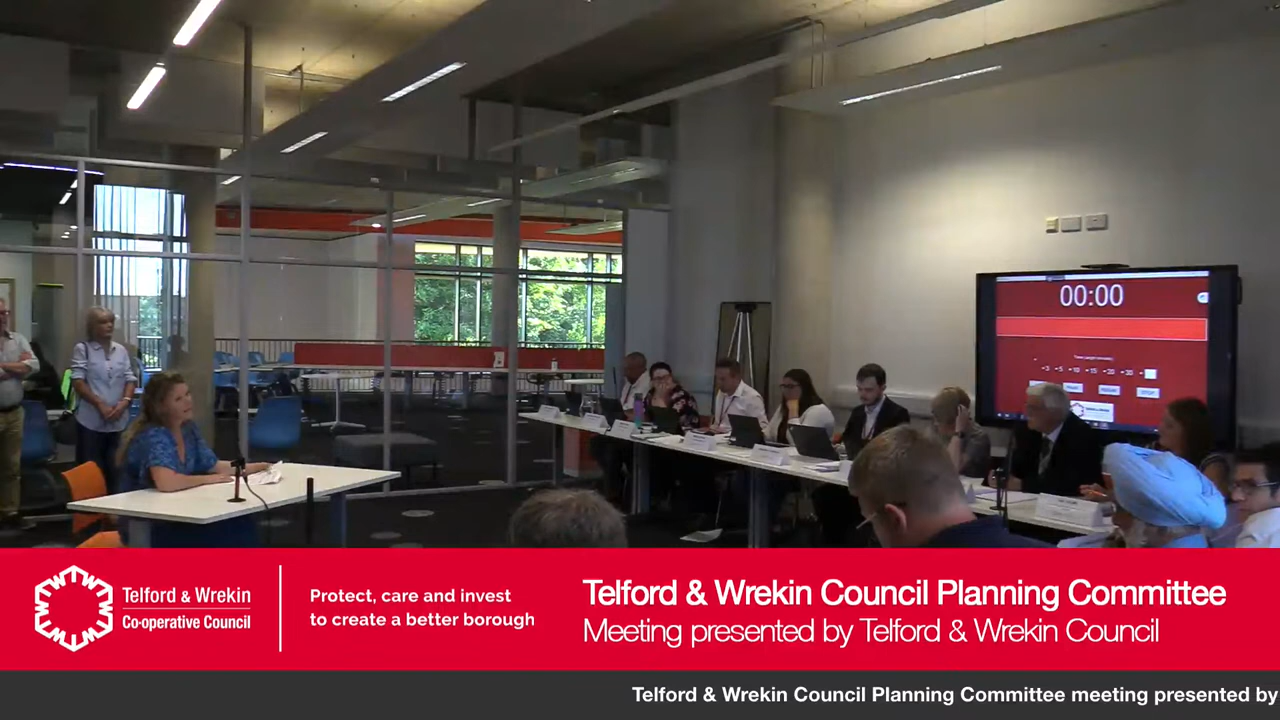 00:00
Telford & Wrekin
Co-operative Council
Protect, care and invest
to create a better borough
Telford & Wrekin Council Planning Committee
Meeting presented by Telford & Wrekin Council
Telford & Wrekin Council Planning Committee meeting presented by